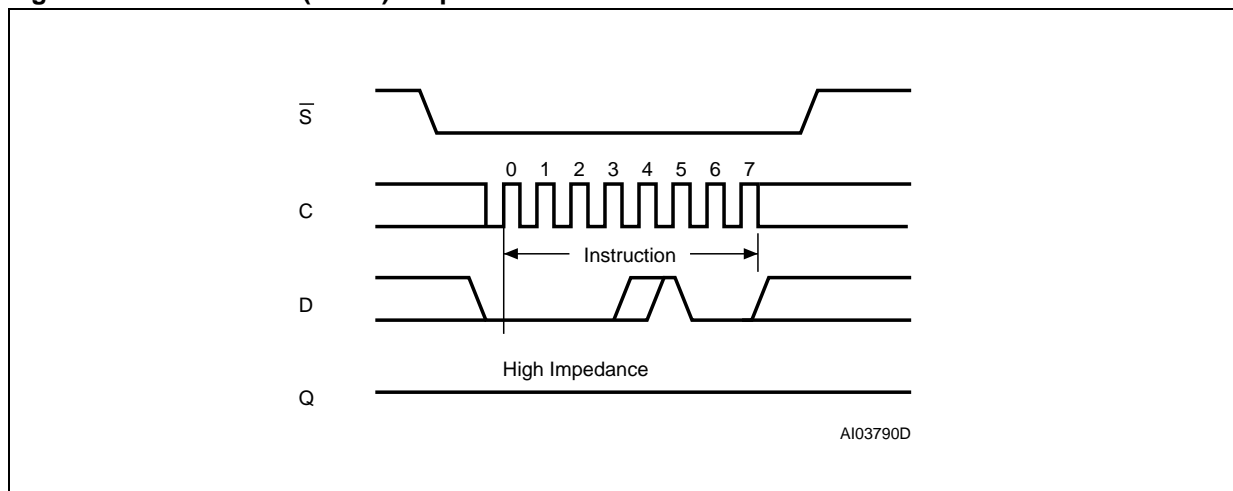 S̅
0 1 2 3 4 5 6 7
C
Instruction
D
High Impedance
Q
AI03790D